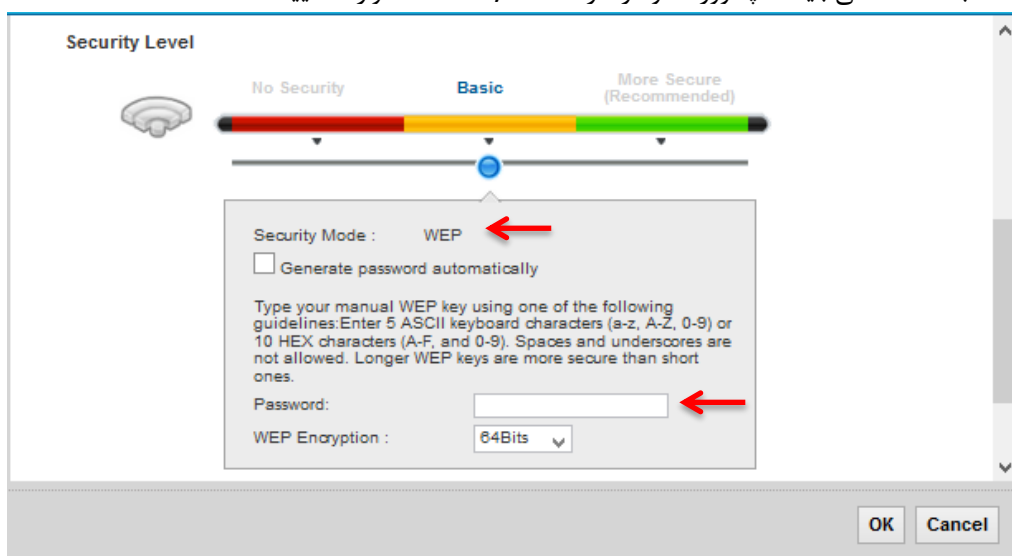 Security Level
No Security
Basic
More Secure
(Recommended)
Security Mode : WEP
Generate password automatically
Type your manual WEP key using one of the following
guidelines:Enter 5 ASCII keyboard characters (a-z, A-Z, 0-9) or
10 HEX characters (A-F, and 0-9). Spaces and underscores are
not allowed. Longer WEP keys are more secure than short
ones.
Password:
WEP Encryption : 64Bits
OK Cancel